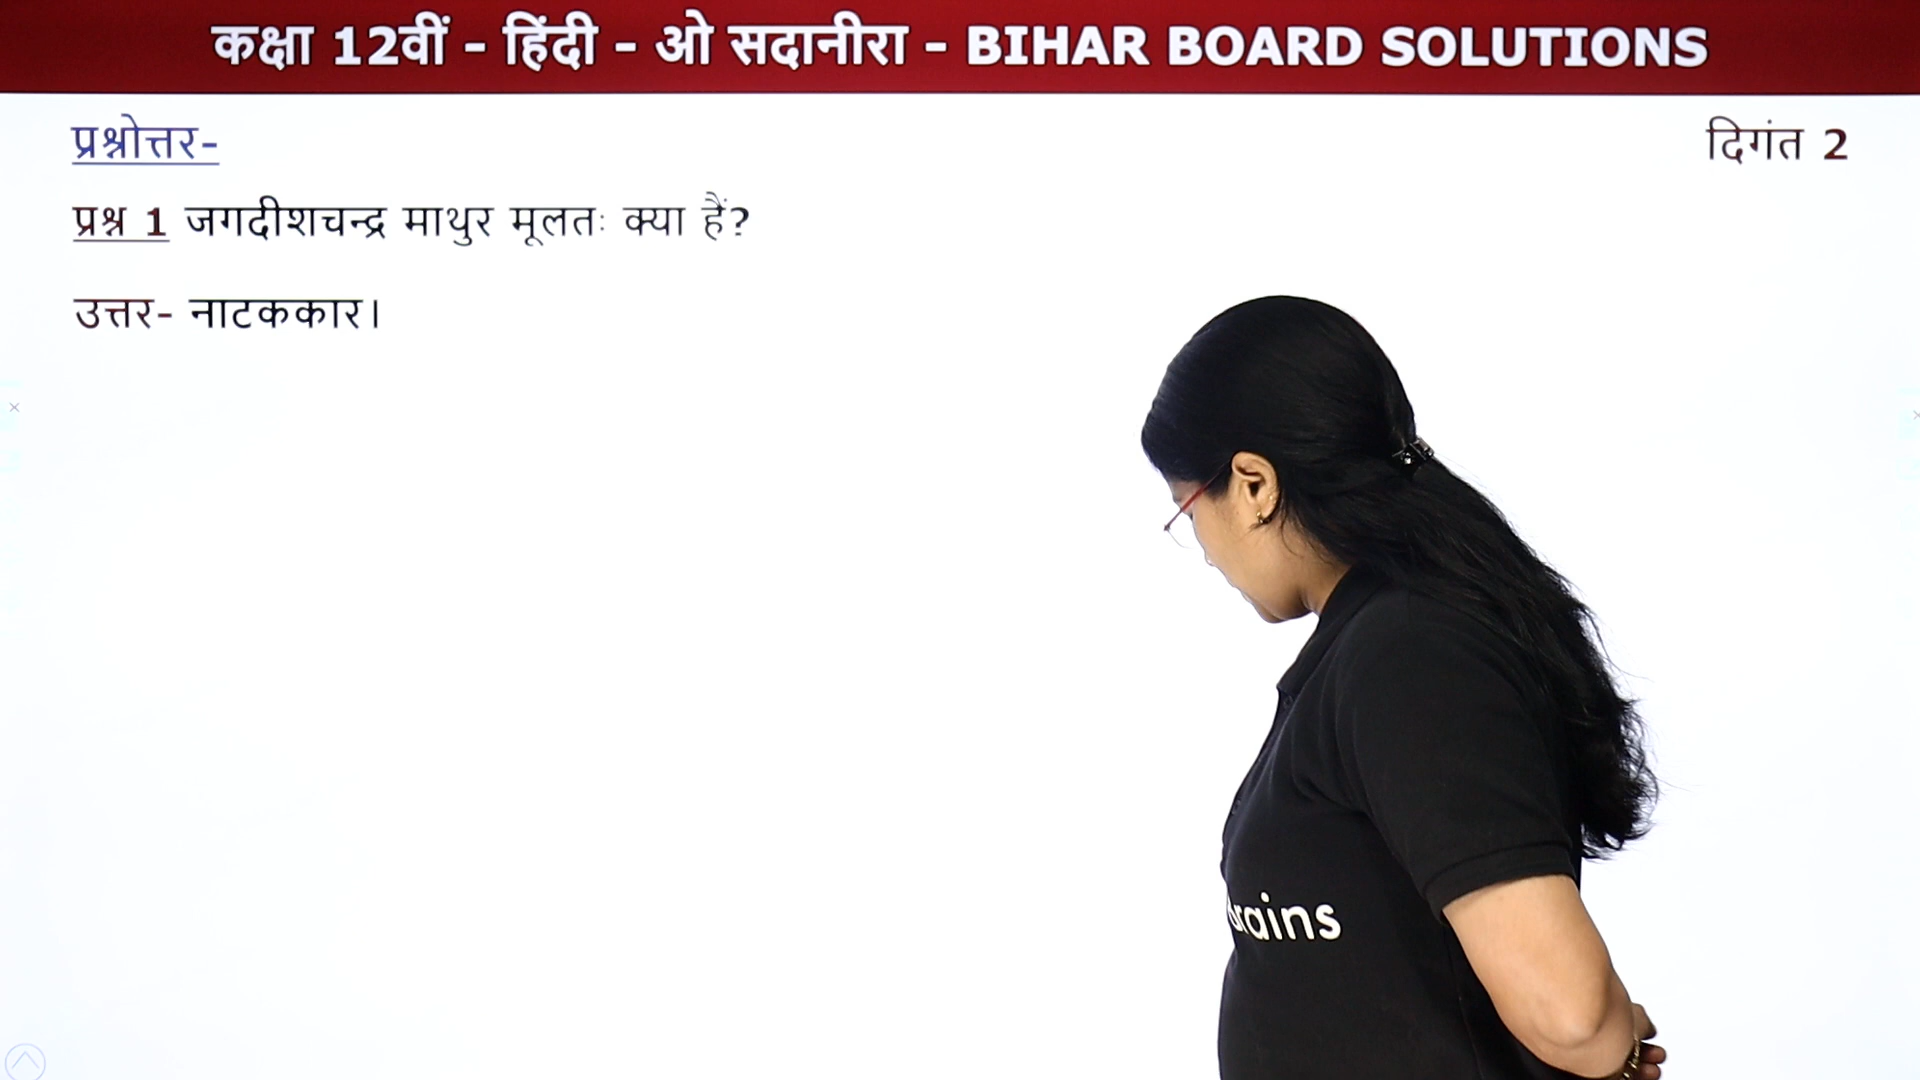 कक्षा 12वीं - हिंदी - ओ सदानीरा - BIHAR BOARD SOLUTIONS
प्रश्नोत्तर-
दिगंत 2
प्रश्न 1 जगदीशचन्द्र माथुर मूलतः क्या हैं?
उत्तर- नाटककार।
rains